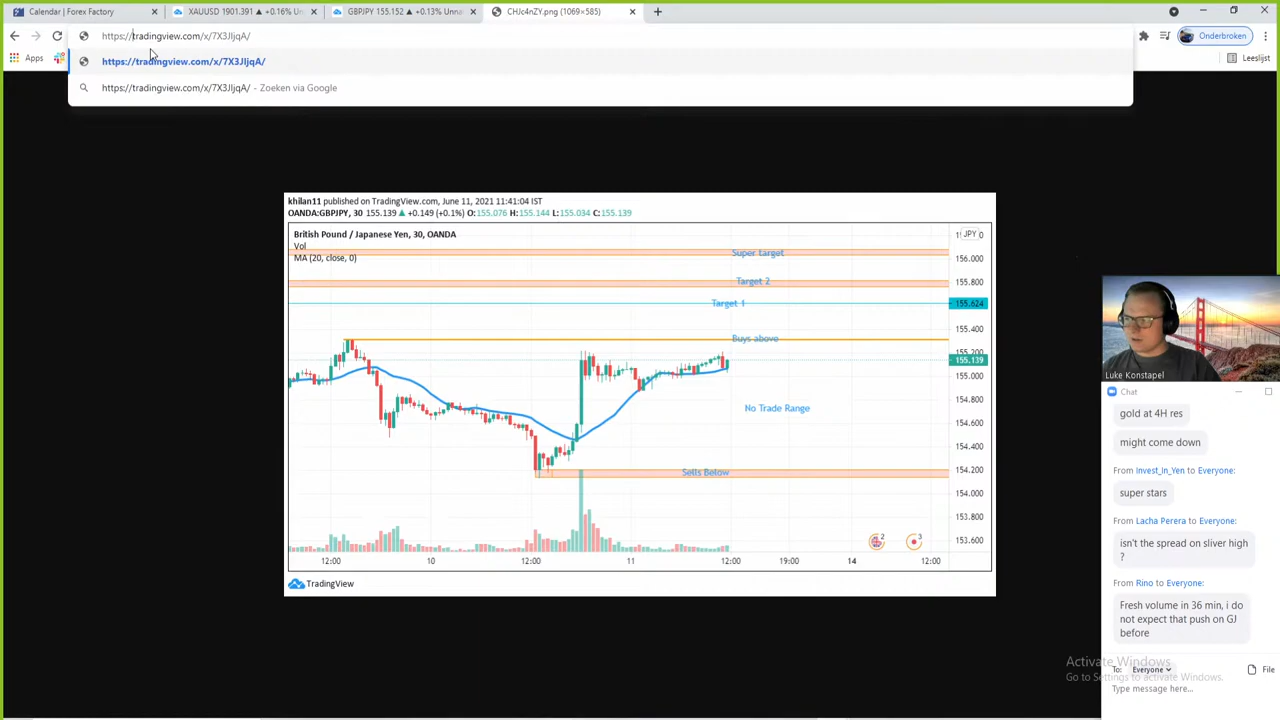 Calendar | Forex Factory
XAUUSD 1901.391 ▲ +0.16% Un
GBPJPY 155.152 ▲ +0.13% Unna
CHJc4nZY.png (1069×585)
https://tradingview.com/x/7X3JljqA/
Onderbroken
Apps
https://tradingview.com/x/7X3JljqA/
Leeslijst
https://tradingview.com/x/7X3JljqA/ - Zoeken via Google
khilan11 published on TradingView.com, June 11, 2021 11:41:04 IST
OANDA:GBPJPY, 30 155.139 ▲ +0.149 (+0.1%) O:155.076 H:155.144 L:155.034 C:155.139
British Pound / Japanese Yen, 30, OANDA
JPY
Vol
MA (20, close, 0)
Super target
156.000
Target 2
155.800
Target 1
155.624
155.400
Buys above
155.200
155.139
155.000
154.800
No Trade Range
154.600
154.400
154.200
Sells Below
154.000
153.800
153.600
2
3
12:00
10
12:00
11
12:00
19:00
14
12:00
TradingView
Luke Konstapel
Chat
gold at 4H res
might come down
From Invest_In_Yen to Everyone:
super stars
From Lacha Perera to Everyone:
isn't the spread on sliver high
?
From Rino to Everyone:
Fresh volume in 36 min, i do
not expect that push on GJ
before
Activate Windows
To: Everyone
File
Go to Settings to activate Windows.
Type message here...